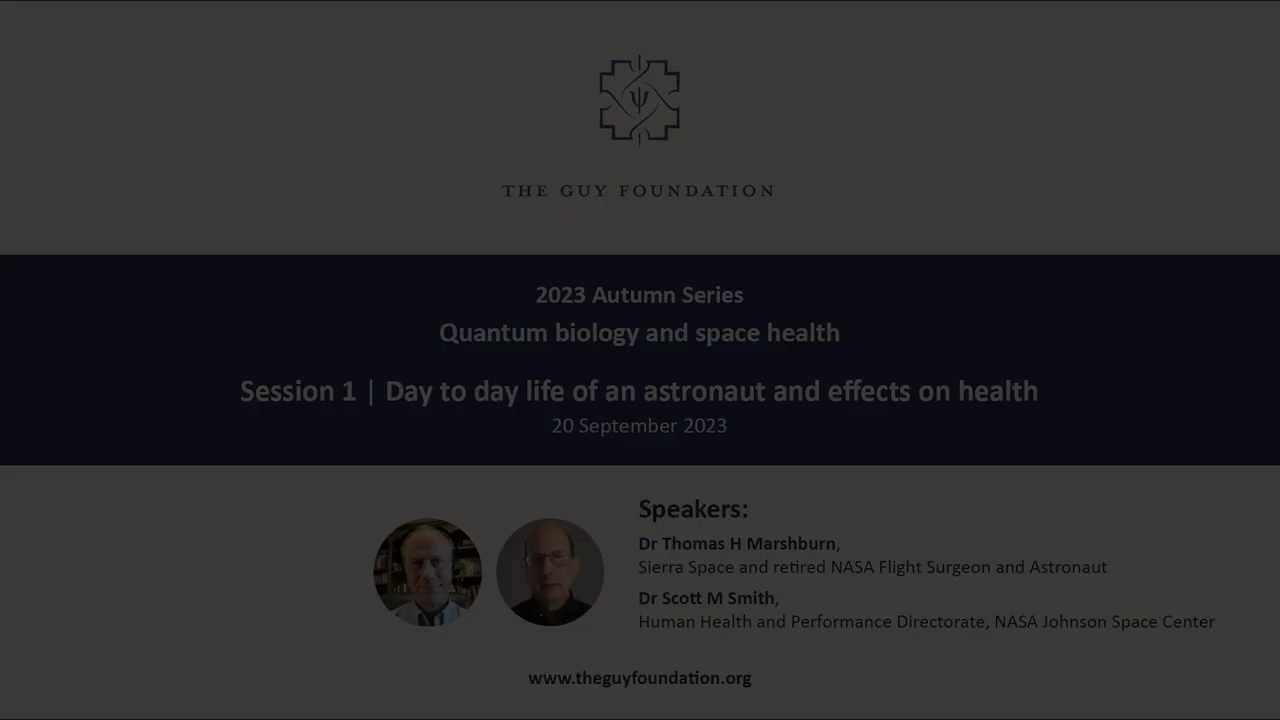 THE GUY FOUNDATION
2023 Autumn Series
Quantum biology and space health
Session 1 | Day to day life of an astronaut and effects on health
20 September 2023
Speakers:
Dr Thomas H Marshburn,
Sierra Space and retired NASA Flight Surgeon and Astronaut
Dr Scott M Smith,
Human Health and Performance Directorate, NASA Johnson Space Center
www.theguyfoundation.org